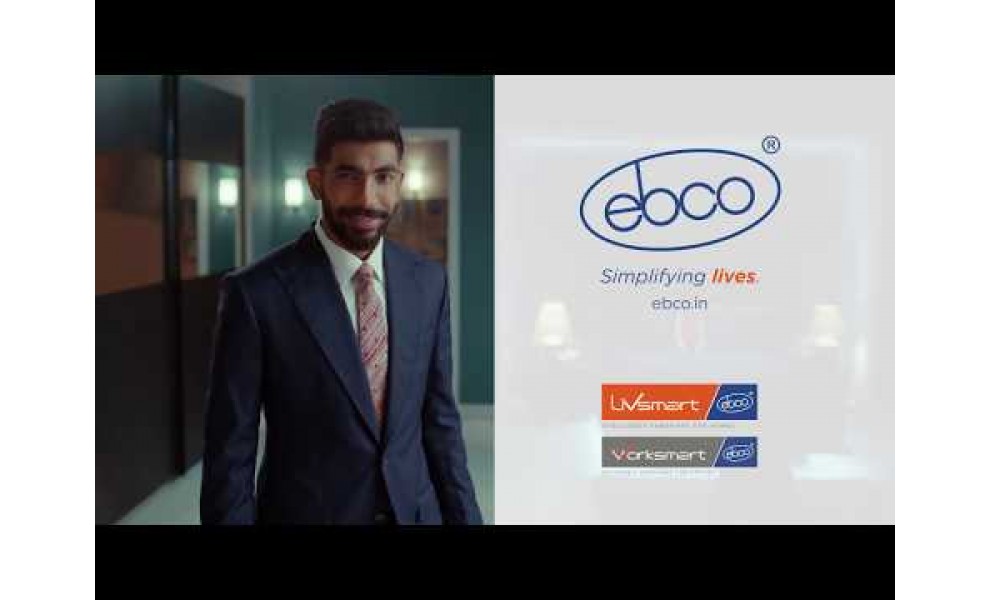 ebco®
Simplifying lives.
ebco.in
Livsmart ebco
Worksmart ebco